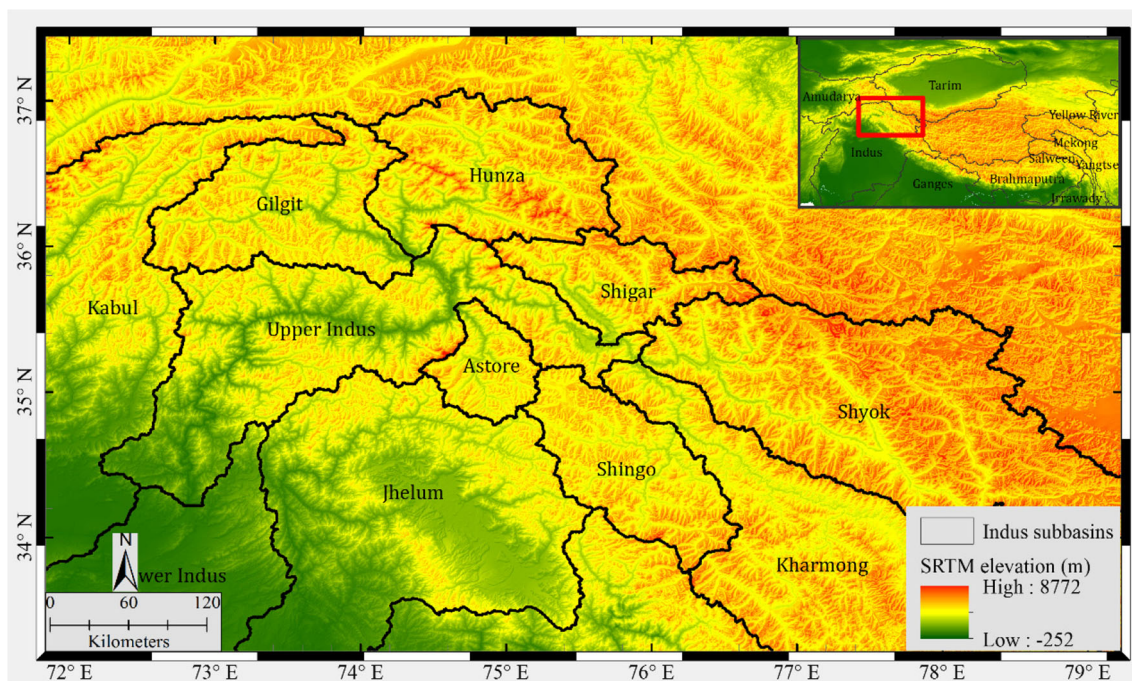 37° N
36° N
35° N
34° N
Tarim
Amudarya
Yellow River
Mekong
Indus
Salween
Yangtse
Brahmaputra
Ganges
Irrawady
Hunza
Gilgit
Shigar
Kabul
Upper Indus
Astore
Shyok
Shingo
Jhelum
Kharmong
wer Indus
N
0 60 120
Kilometers
Indus subbasins
SRTM elevation (m)
High : 8772
Low : -252
72° E 73° E 74° E 75° E 76° E 77° E 78° E 79° E